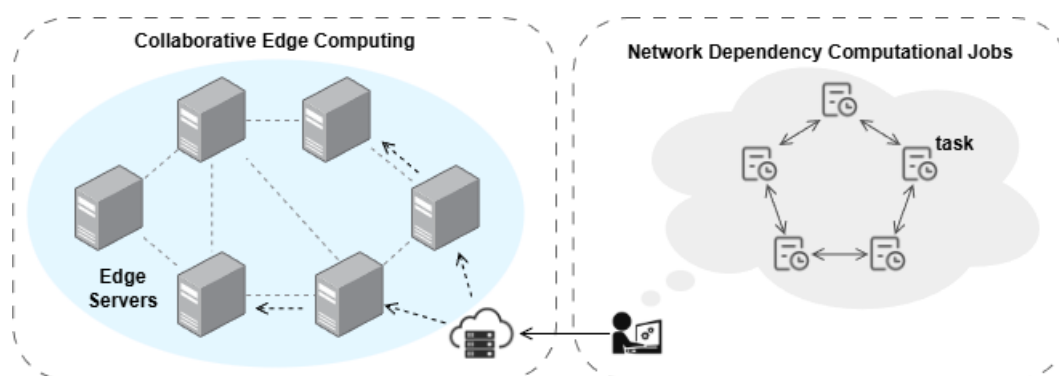 Collaborative Edge Computing
Network Dependency Computational Jobs
task
Edge
Servers